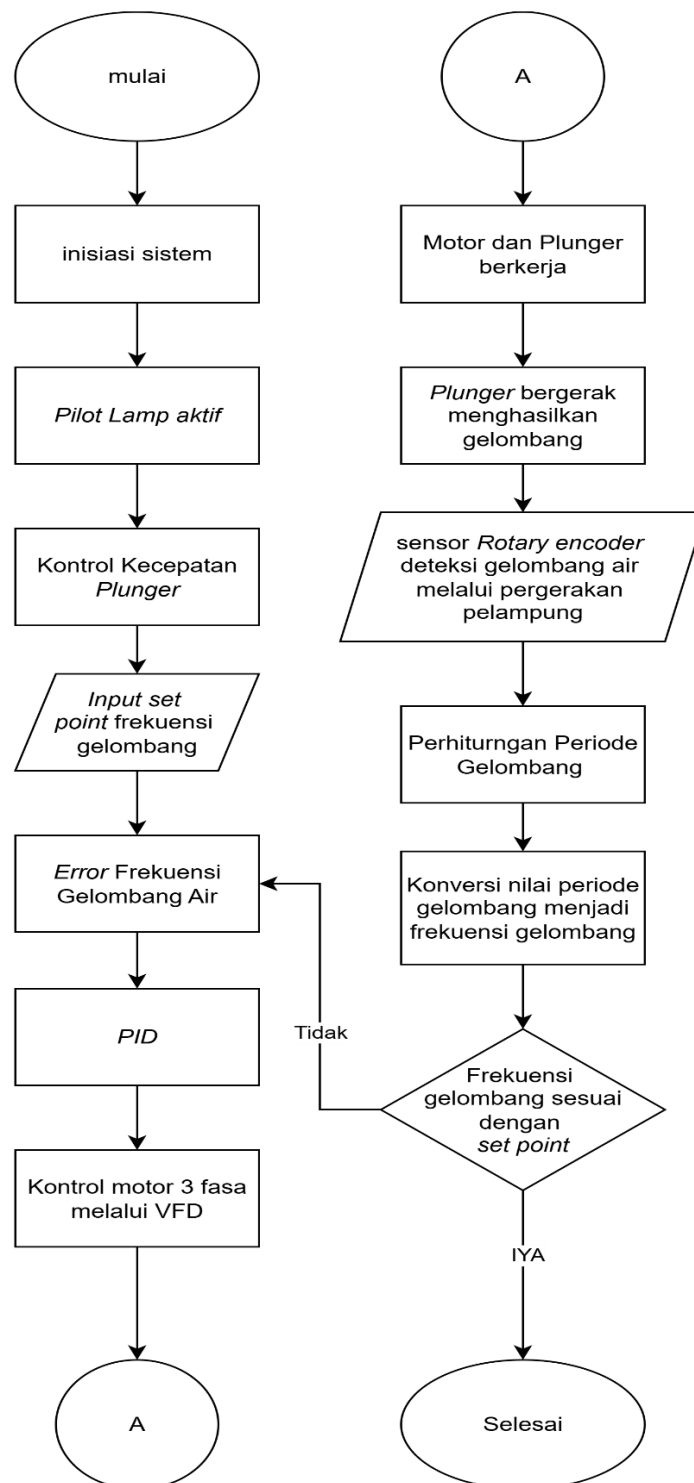 mulai
inisiasi sistem
Pilot Lamp aktif
Kontrol Kecepatan
Plunger
Input set
point frekuensi
gelombang
Error Frekuensi
Gelombang Air
PID
Kontrol motor 3 fasa
melalui VFD
A
A
Motor dan Plunger
berkerja
Plunger bergerak
menghasilkan
gelombang
sensor Rotary encoder
deteksi gelombang air
melalui pergerakan
pelampung
Perhiturngan Periode
Gelombang
Konversi nilai periode
gelombang menjadi
frekuensi gelombang
Frekuensi
gelombang sesuai
dengan
set point
Tidak
IYA
Selesai